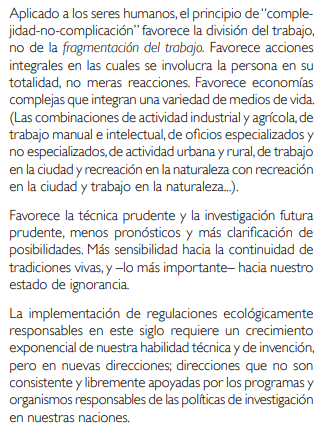 Aplicado a los seres humanos, el principio de “comple-
jidad-no-complicación” favorece la división del trabajo,
no de la fragmentación del trabajo. Favorece acciones
integrales en las cuales se involucra la persona en su
totalidad, no meras reacciones. Favorece economías
complejas que integran una variedad de medios de vida.
(Las combinaciones de actividad industrial y agrícola, de
trabajo manual e intelectual, de oficios especializados y
no especializados, de actividad urbana y rural, de trabajo
en la ciudad y recreación en la naturaleza con recreación
en la ciudad y trabajo en la naturaleza...).
Favorece la técnica prudente y la investigación futura
prudente, menos pronósticos y más clarificación de
posibilidades. Más sensibilidad hacia la continuidad de
tradiciones vivas, y –lo más importante– hacia nuestro
estado de ignorancia.
La implementación de regulaciones ecológicamente
responsables en este siglo requiere un crecimiento
exponencial de nuestra habilidad técnica y de invención,
pero en nuevas direcciones; direcciones que no son
consistente y libremente apoyadas por los programas y
organismos responsables de las políticas de investigación
en nuestras naciones.